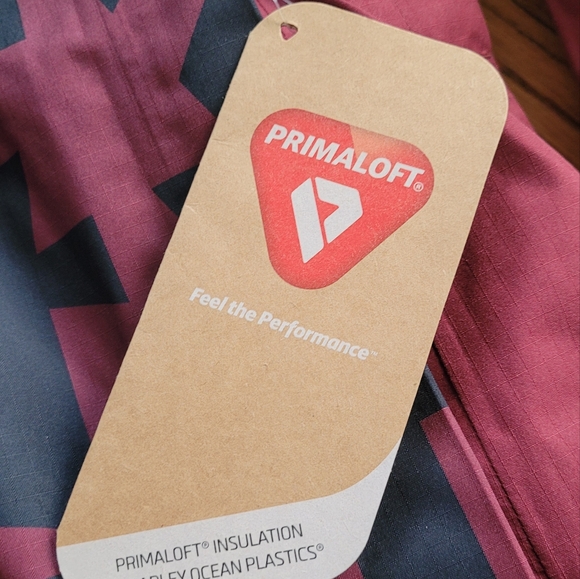 PRIMALOFT®
Feel the Performance™
PRIMALOFT® INSULATION
OCEAN PLASTICS®